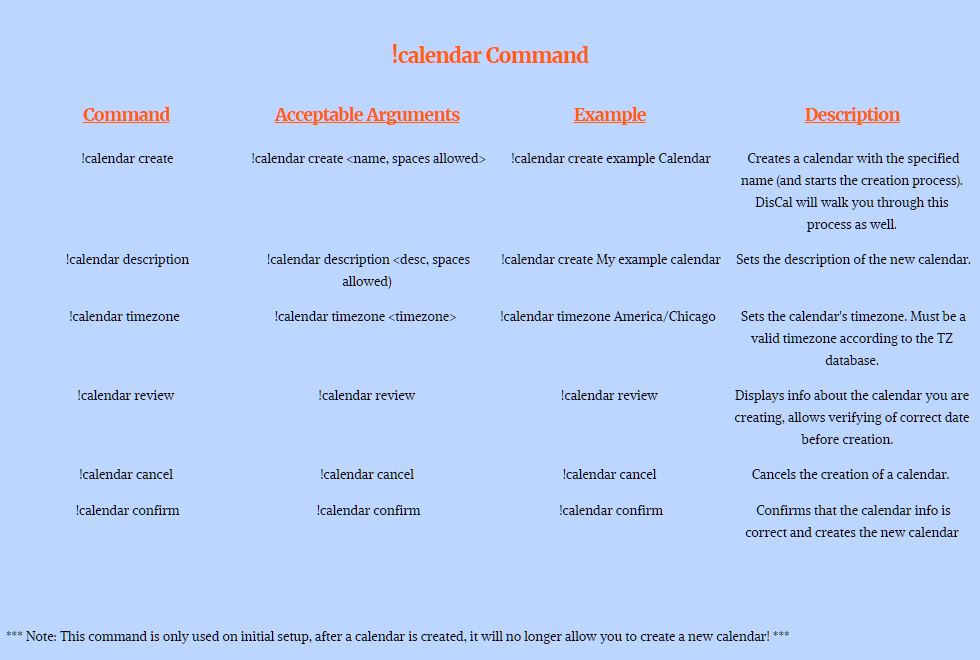 !calendar Command
Command Acceptable Arguments Example Description
!calendar create !calendar create <name, spaces allowed> !calendar create example Calendar Creates a calendar with the specified
name (and starts the creation process).
DisCal will walk you through this
process as well.
!calendar description !calendar description <desc, spaces !calendar create My example calendar Sets the description of the new calendar.
allowed)
!calendar timezone !calendar timezone <timezone> !calendar timezone America/Chicago Sets the calendar's timezone. Must be a
valid timezone according to the TZ
database.
!calendar review !calendar review !calendar review Displays info about the calendar you are
creating, allows verifying of correct date
before creation.
!calendar cancel !calendar cancel !calendar cancel Cancels the creation of a calendar.
!calendar confirm !calendar confirm !calendar confirm Confirms that the calendar info is
correct and creates the new calendar
*** Note: This command is only used on initial setup, after a calendar is created, it will no longer allow you to create a new calendar! ***